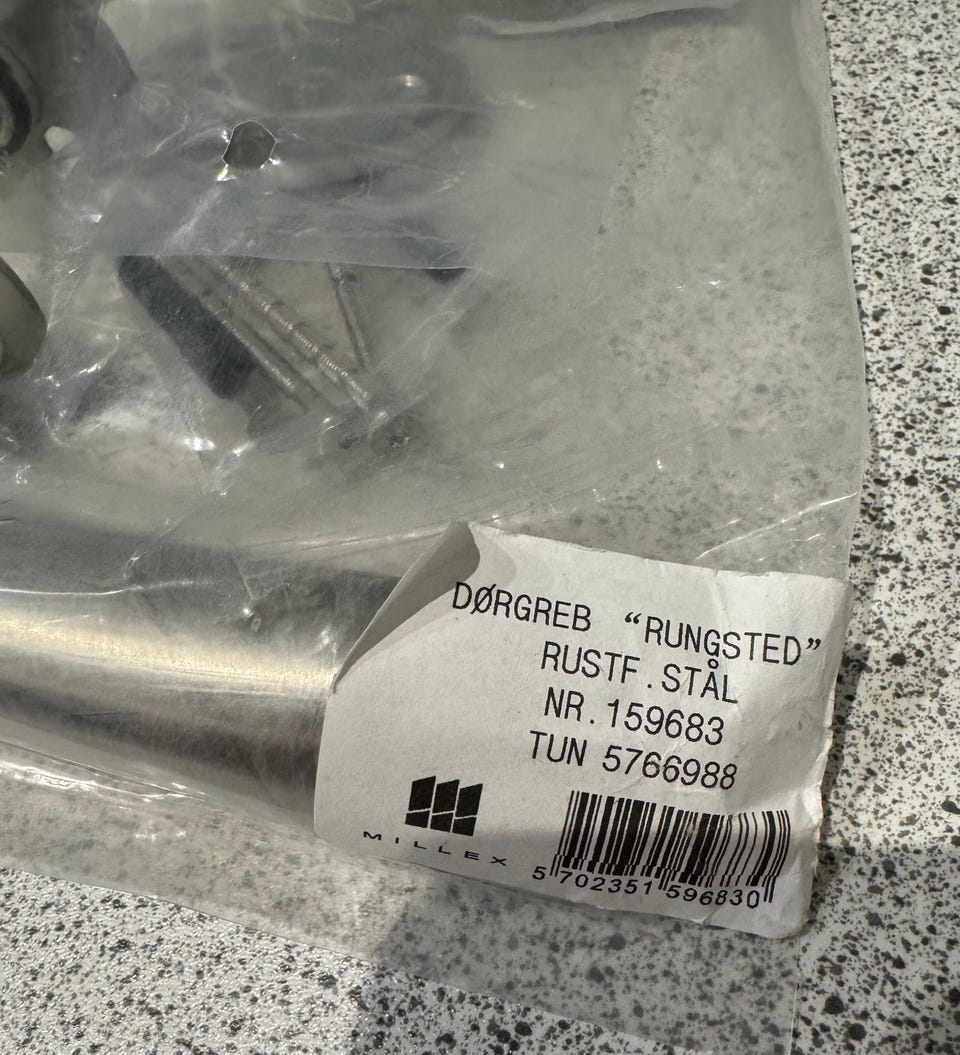 DØRGREB “RUNGSTED”
RUSTF.STÅL
NR.159683
TUN 5766988
MILLEX
5 702351 596830